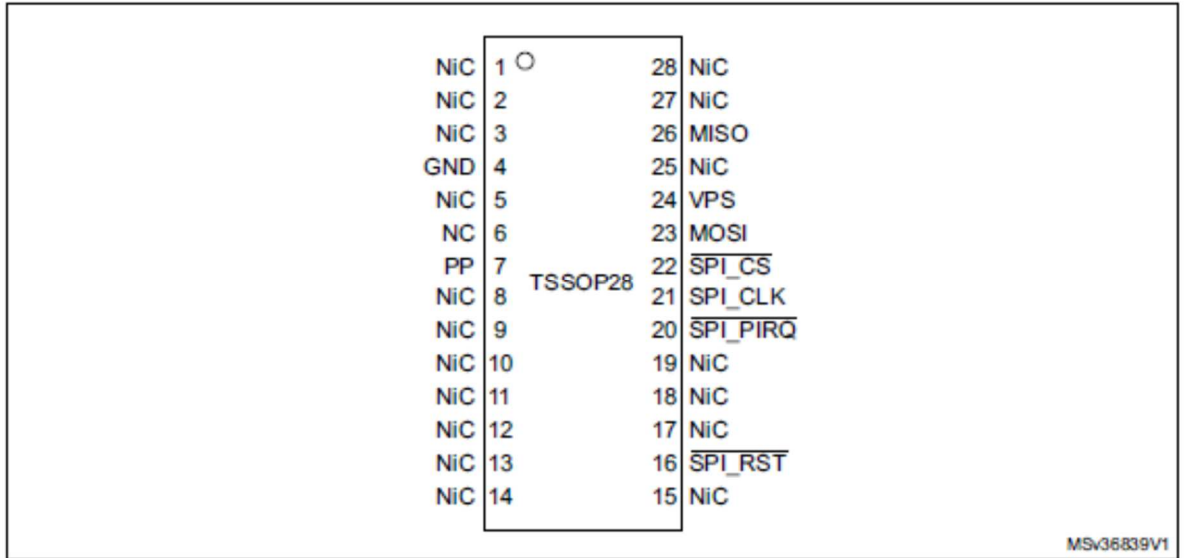 NiC 1 28 NiC
NiC 2 27 NiC
NiC 3 26 MISO
GND 4 25 NiC
NiC 5 24 VPS
NC 6 23 MOSI
PP 7 TSSOP28 22 SPI_CS
NiC 8 21 SPI_CLK
NiC 9 20 SPI_PIRQ
NiC 10 19 NiC
NiC 11 18 NiC
NiC 12 17 NiC
NiC 13 16 SPI_RST
NiC 14 15 NiC
MSv36839V1